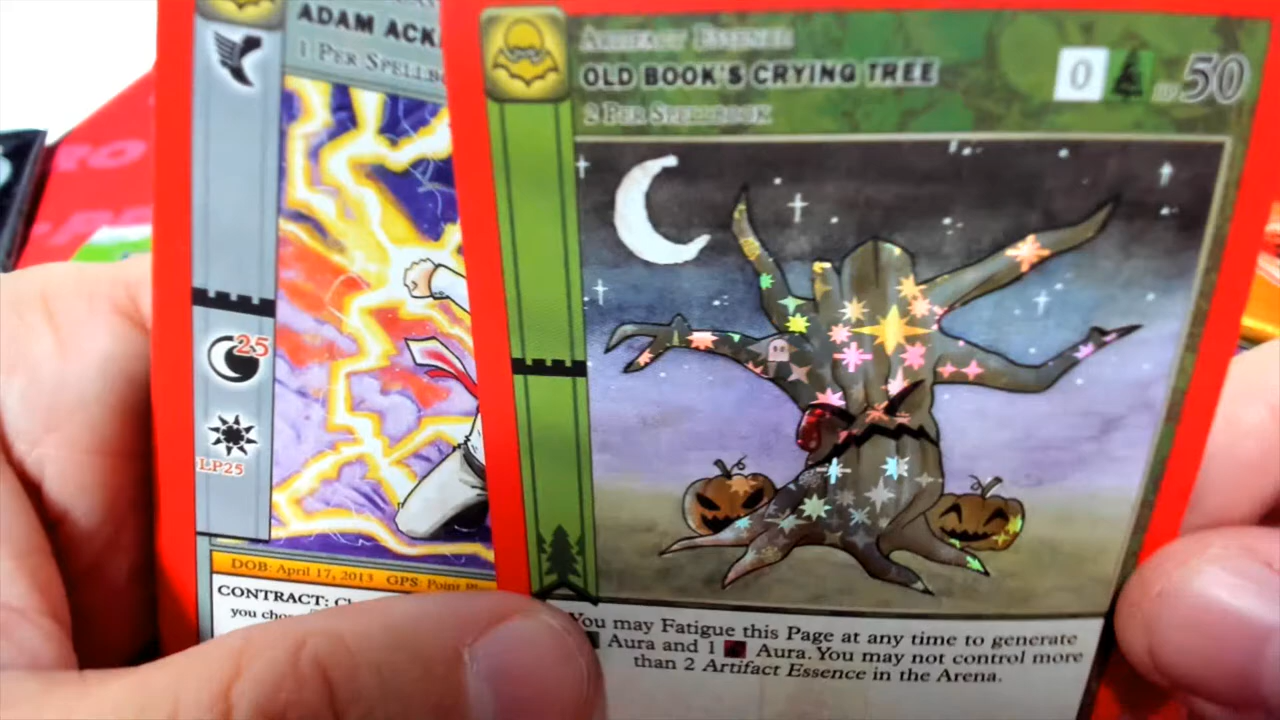 ADAM ACK
1 PER SPELLB
25
LP25
DOB: April 17, 2013 GPS: Point
CONTRACT:
you
ARTIFACT ESSENCE
OLD BOOK'S CRYING TREE
0 HP 50
2 PER SPELLBOOK
You may Fatigue this Page at any time to generate
Aura and 1 Aura. You may not control more
than 2 Artifact Essence in the Arena.